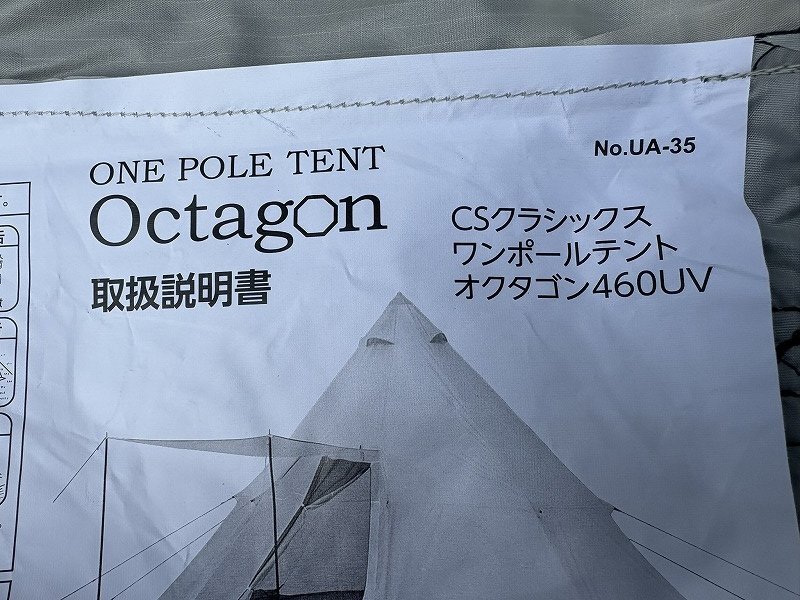 ONE POLE TENT
Octagon
取扱説明書
No.UA-35
CSクラシックス
ワンポールテント
オクタゴン460UV